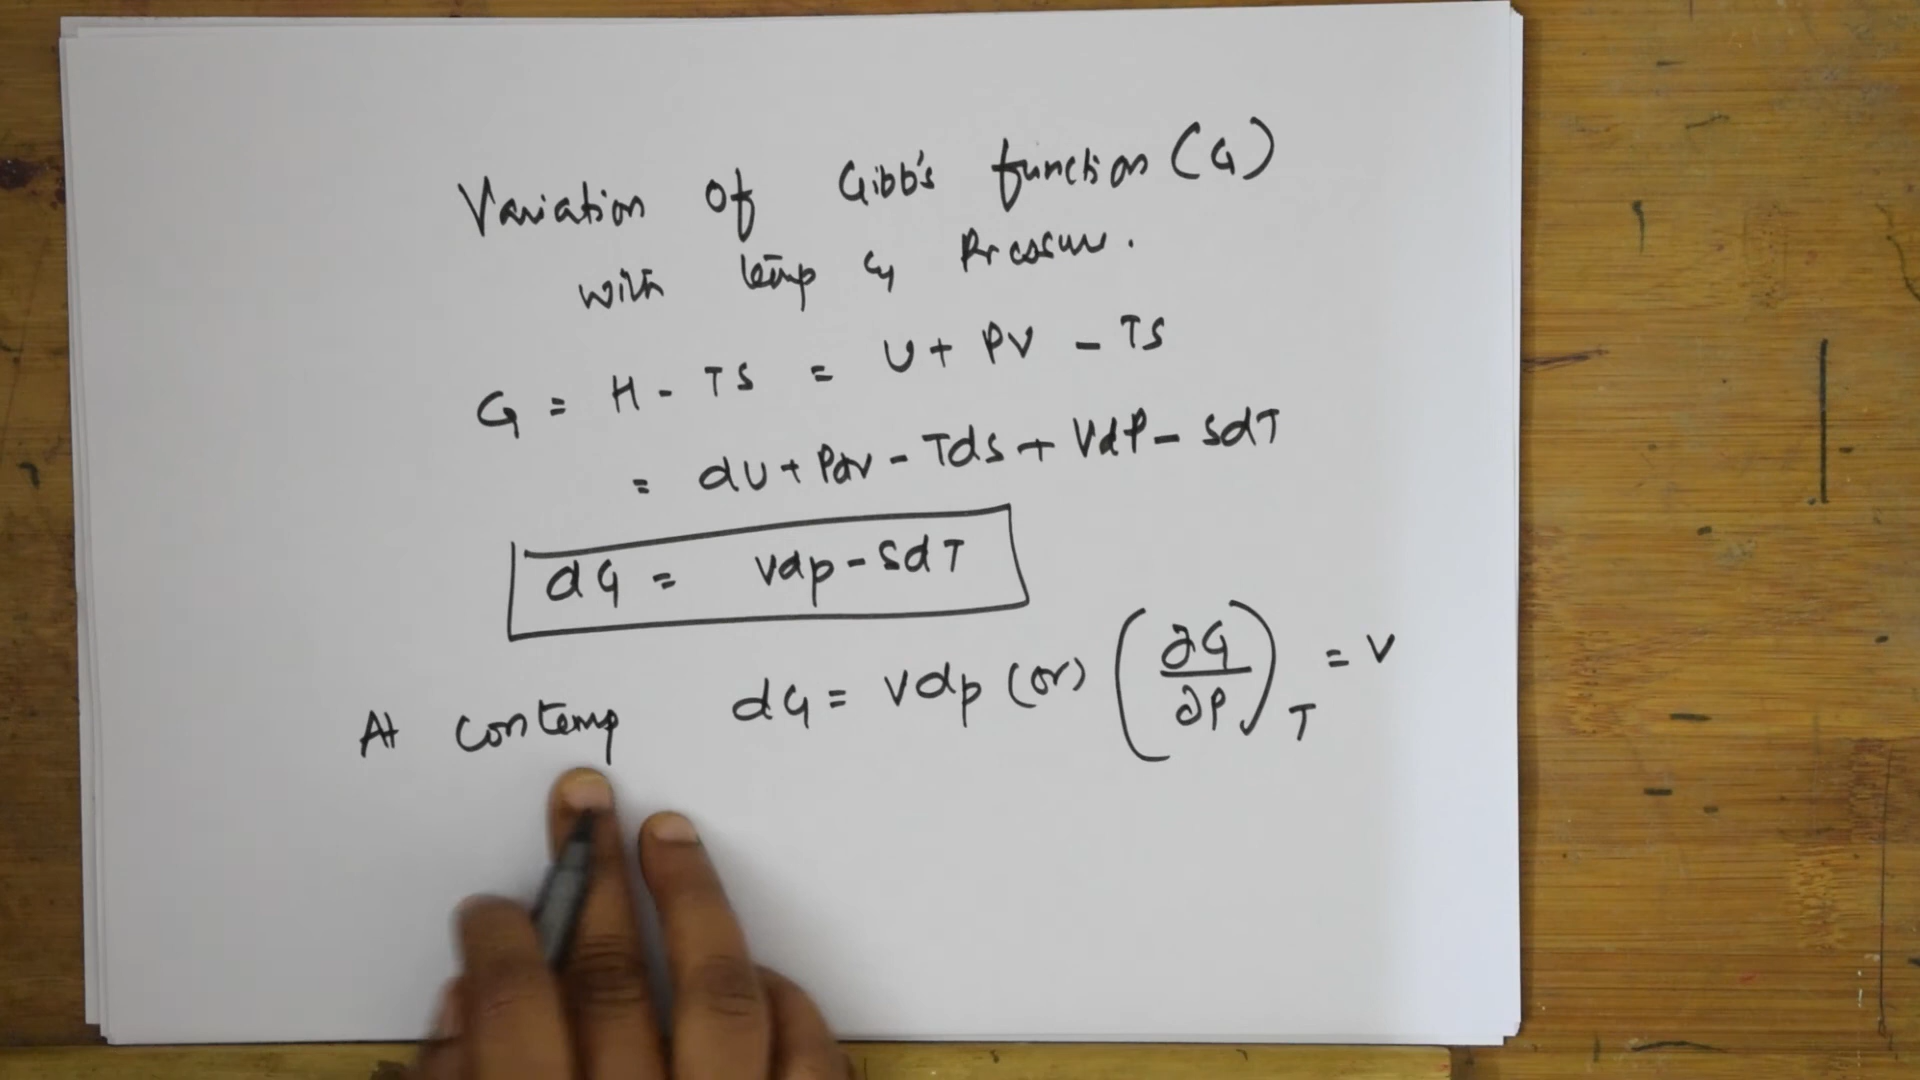 Variation of Gibb's function (G)
with temp & Pressure.
G = H - TS = U + PV - TS
= dU + Pdv - Tds + VdP - SdT
dG = Vdp - SdT
At con temp dG = Vdp (or) (∂G/∂P)_T = V